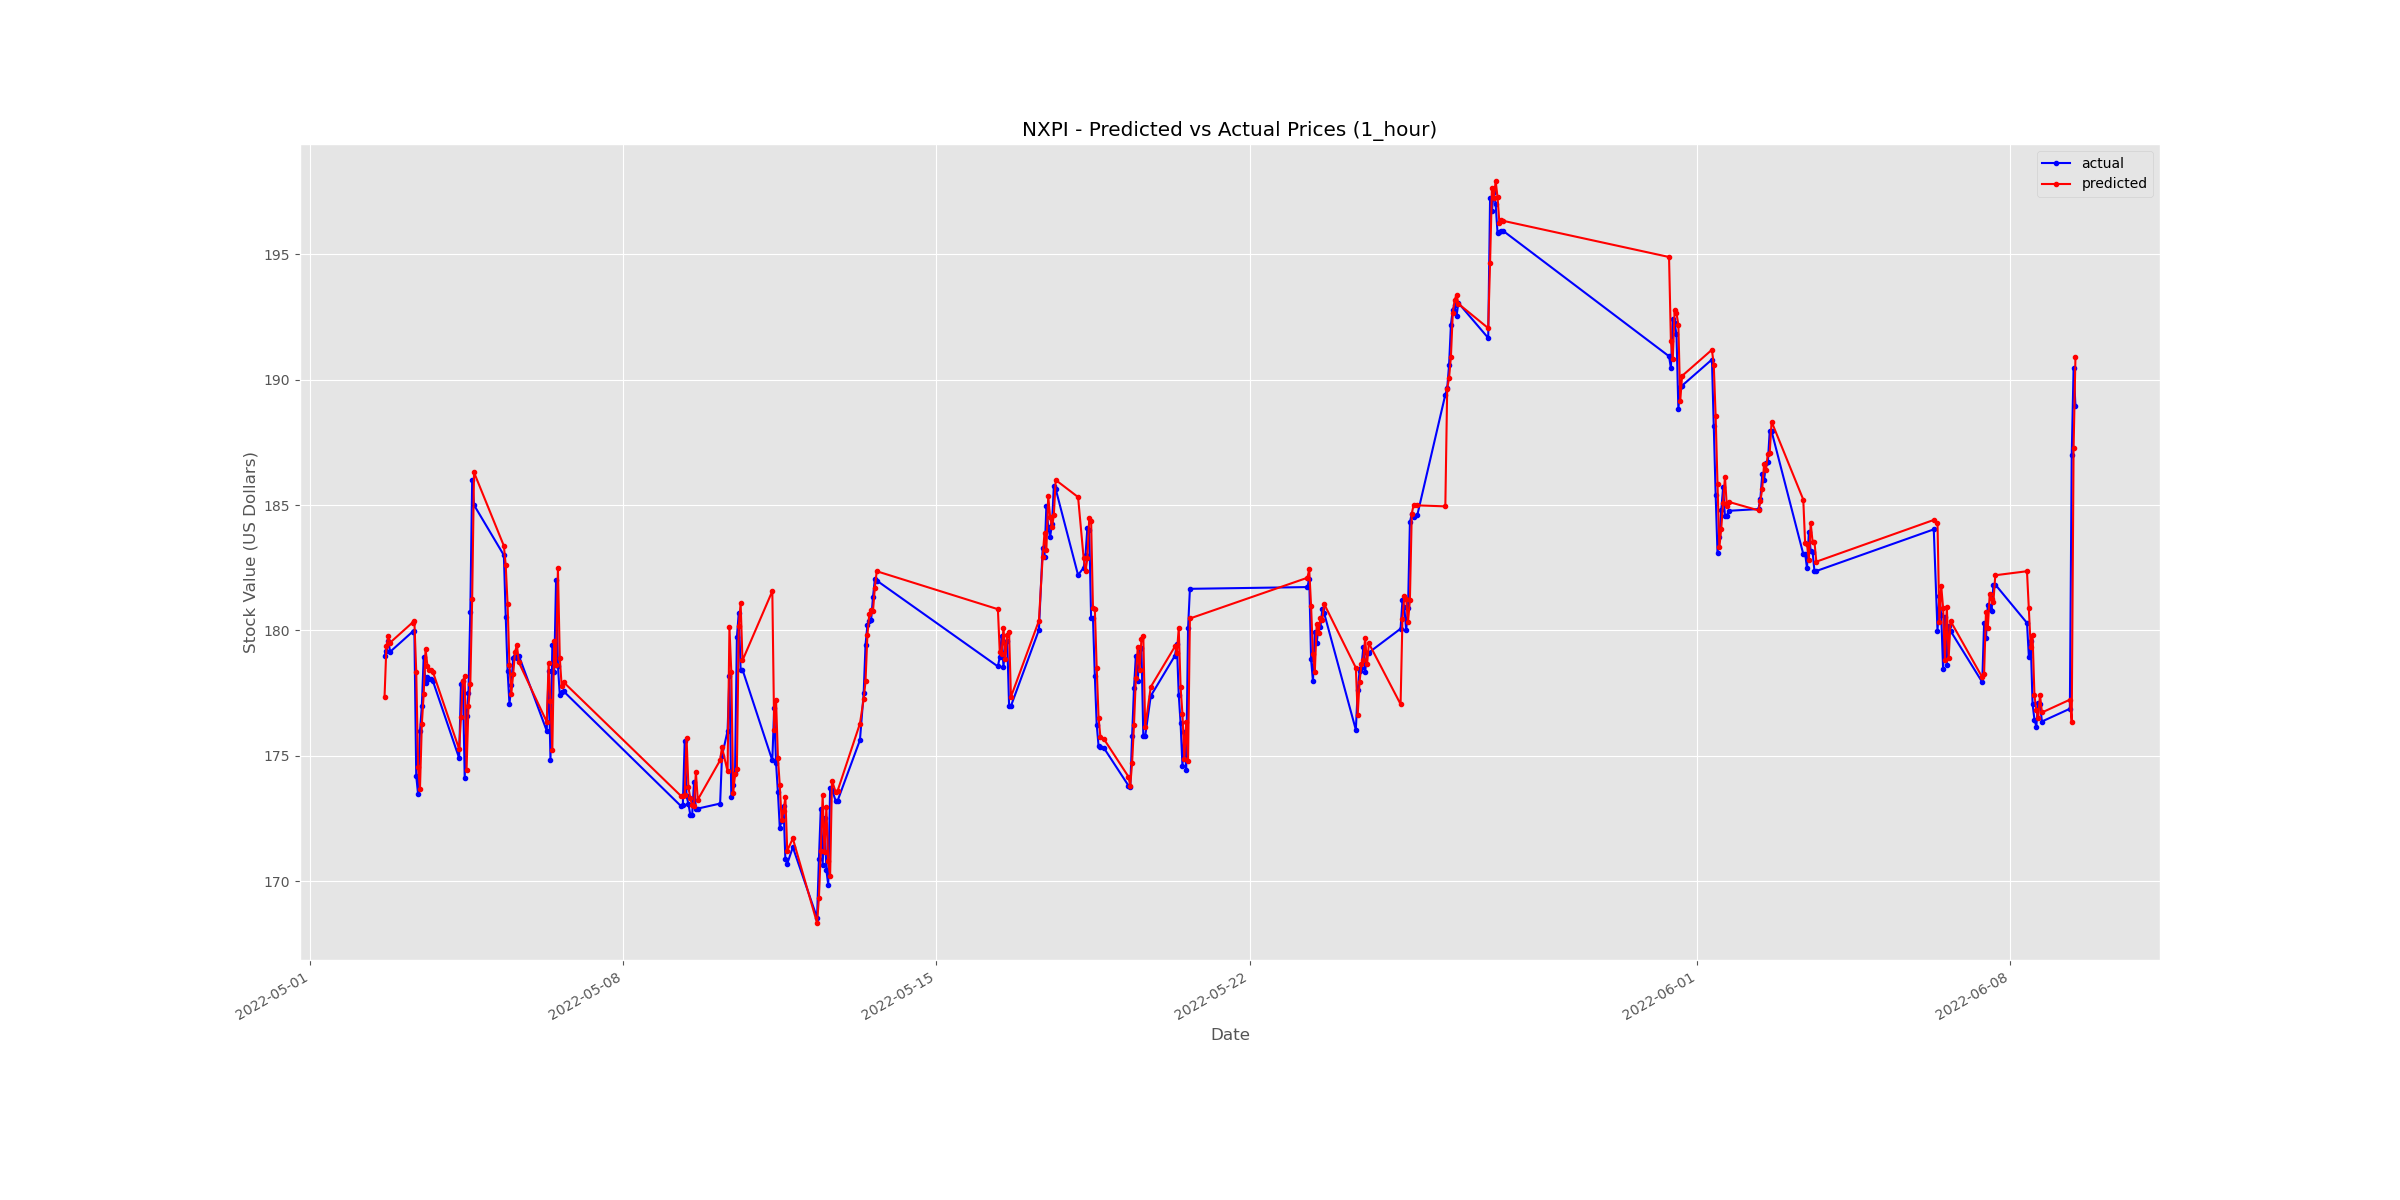 NXPI - Predicted vs Actual Prices (1_hour)
actual
predicted
Stock Value (US Dollars)
195
190
185
180
175
170
2022-05-01
2022-05-08
2022-05-15
2022-05-22
2022-06-01
2022-06-08
Date